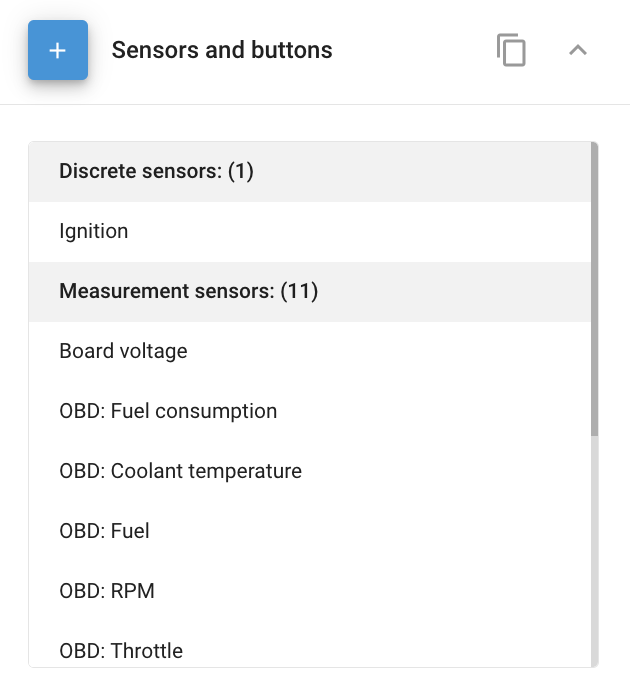 Sensors and buttons
Discrete sensors: (1)
Ignition
Measurement sensors: (11)
Board voltage
OBD: Fuel consumption
OBD: Coolant temperature
OBD: Fuel
OBD: RPM
OBD: Throttle